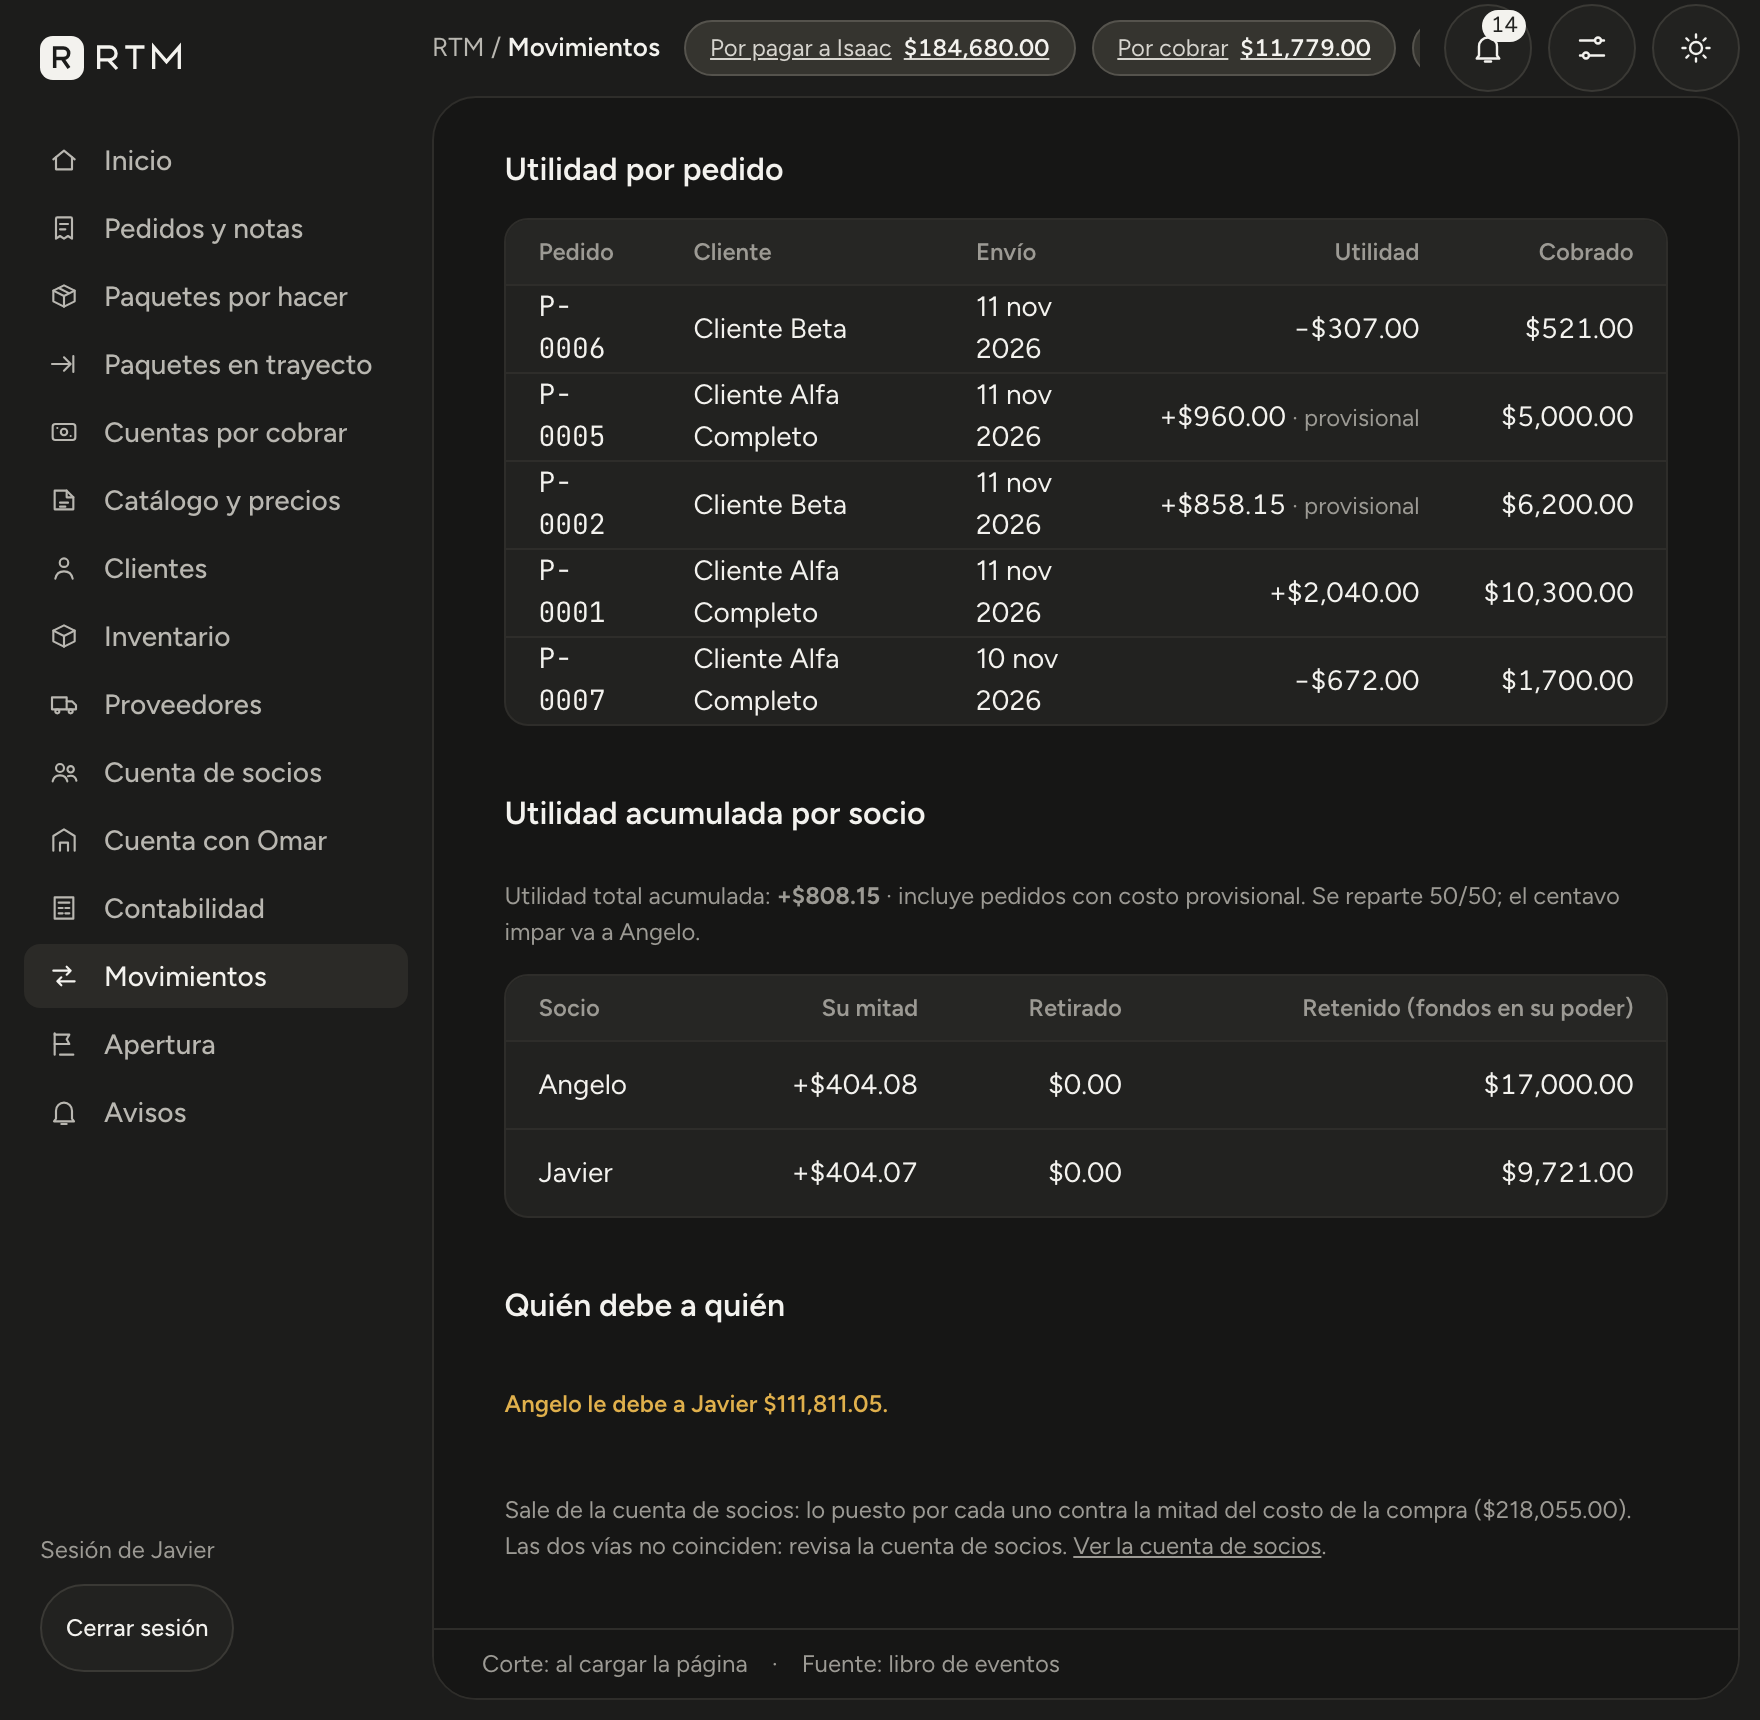 R RTM
RTM / Movimientos
Por pagar a Isaac $184,680.00
Por cobrar $11,779.00
14
Inicio
Pedidos y notas
Paquetes por hacer
Paquetes en trayecto
Cuentas por cobrar
Catálogo y precios
Clientes
Inventario
Proveedores
Cuenta de socios
Cuenta con Omar
Contabilidad
Movimientos
Apertura
Avisos
Sesión de Javier
Cerrar sesión
Utilidad por pedido
Pedido Cliente Envío Utilidad Cobrado
P-0006 Cliente Beta 11 nov 2026 -$307.00 $521.00
P-0005 Cliente Alfa Completo 11 nov 2026 +$960.00 · provisional $5,000.00
P-0002 Cliente Beta 11 nov 2026 +$858.15 · provisional $6,200.00
P-0001 Cliente Alfa Completo 11 nov 2026 +$2,040.00 $10,300.00
P-0007 Cliente Alfa Completo 10 nov 2026 -$672.00 $1,700.00
Utilidad acumulada por socio
Utilidad total acumulada: +$808.15 · incluye pedidos con costo provisional. Se reparte 50/50; el centavo
impar va a Angelo.
Socio Su mitad Retirado Retenido (fondos en su poder)
Angelo +$404.08 $0.00 $17,000.00
Javier +$404.07 $0.00 $9,721.00
Quién debe a quién
Angelo le debe a Javier $111,811.05.
Sale de la cuenta de socios: lo puesto por cada uno contra la mitad del costo de la compra ($218,055.00).
Las dos vías no coinciden: revisa la cuenta de socios. Ver la cuenta de socios.
Corte: al cargar la página · Fuente: libro de eventos